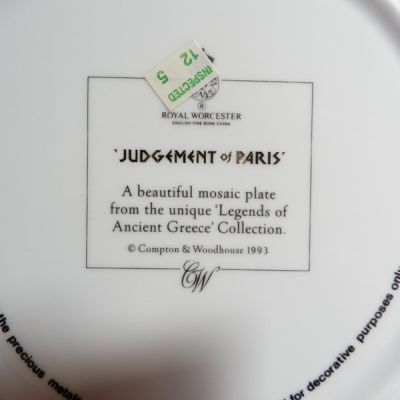 INSPECTED
12
5
ROYAL WORCESTER
ENGLISH FINE BONE CHINA
'JUDGEMENT of PARIS'
A beautiful mosaic plate
from the unique 'Legends of
Ancient Greece' Collection.
© Compton & Woodhouse 1993
CW
the precious metals
for decorative purposes only